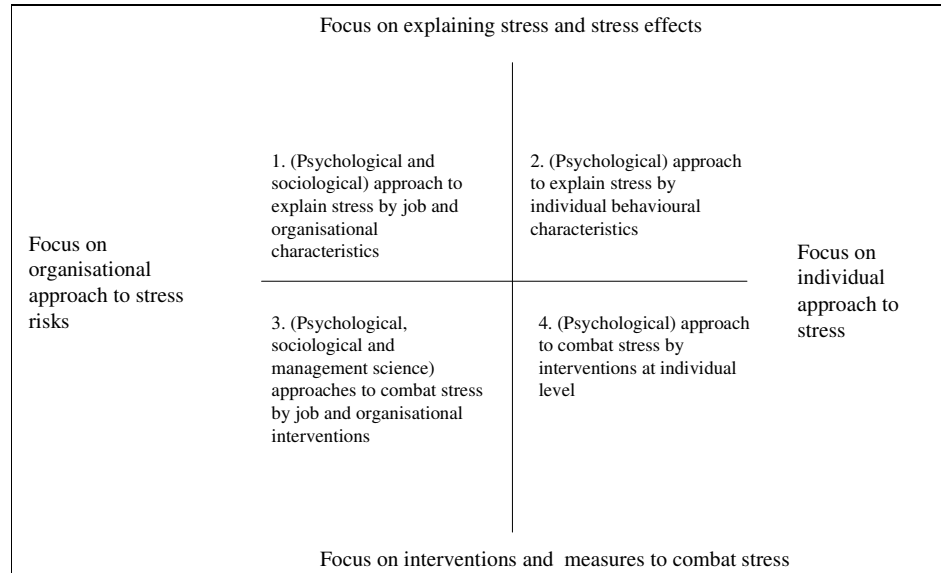 Focus on explaining stress and stress effects
1. (Psychological and
sociological) approach to
explain stress by job and
organisational
characteristics
2. (Psychological) approach
to explain stress by
individual behavioural
characteristics
Focus on
organisational
approach to stress
risks
Focus on
individual
approach to
stress
3. (Psychological,
sociological and
management science)
approaches to combat stress
by job and organisational
interventions
4. (Psychological) approach
to combat stress by
interventions at individual
level
Focus on interventions and  measures to combat stress